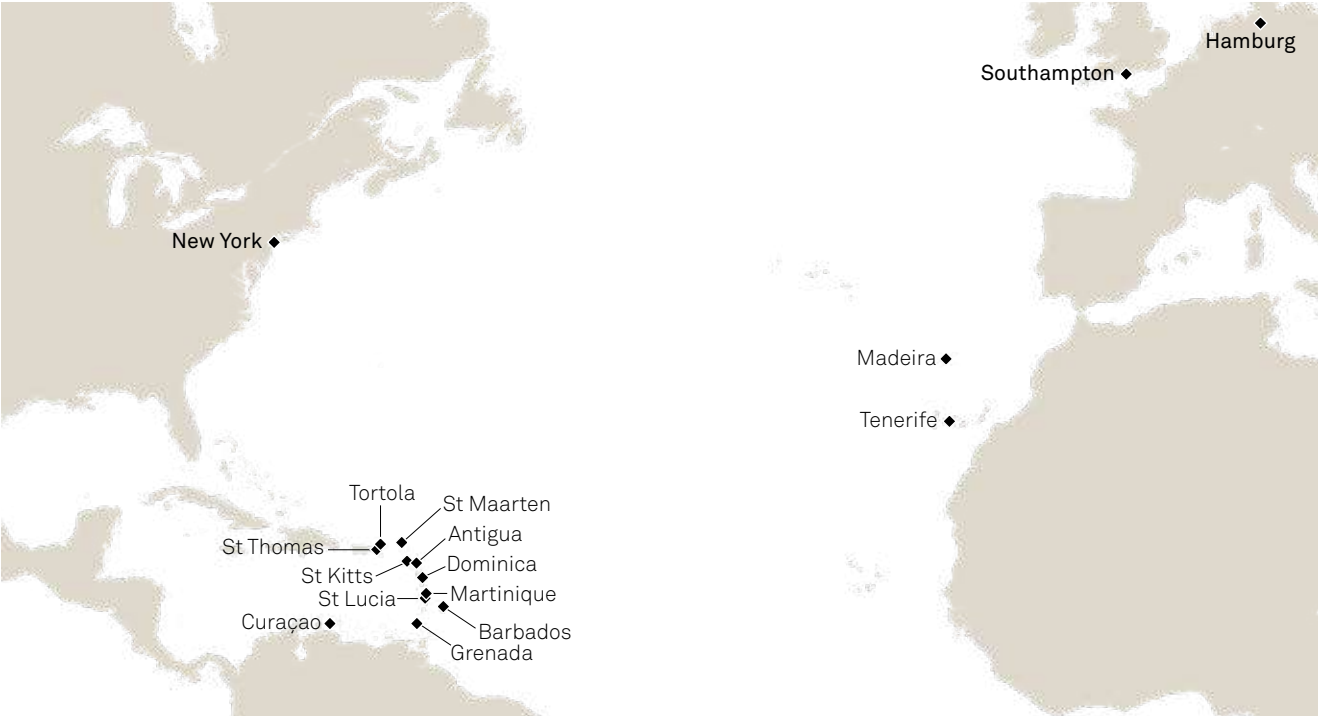 Hamburg
Southampton
New York
Madeira
Tenerife
Tortola
St Maarten
Antigua
St Thomas
Dominica
St Kitts
Martinique
St Lucia
Curaçao
Barbados
Grenada